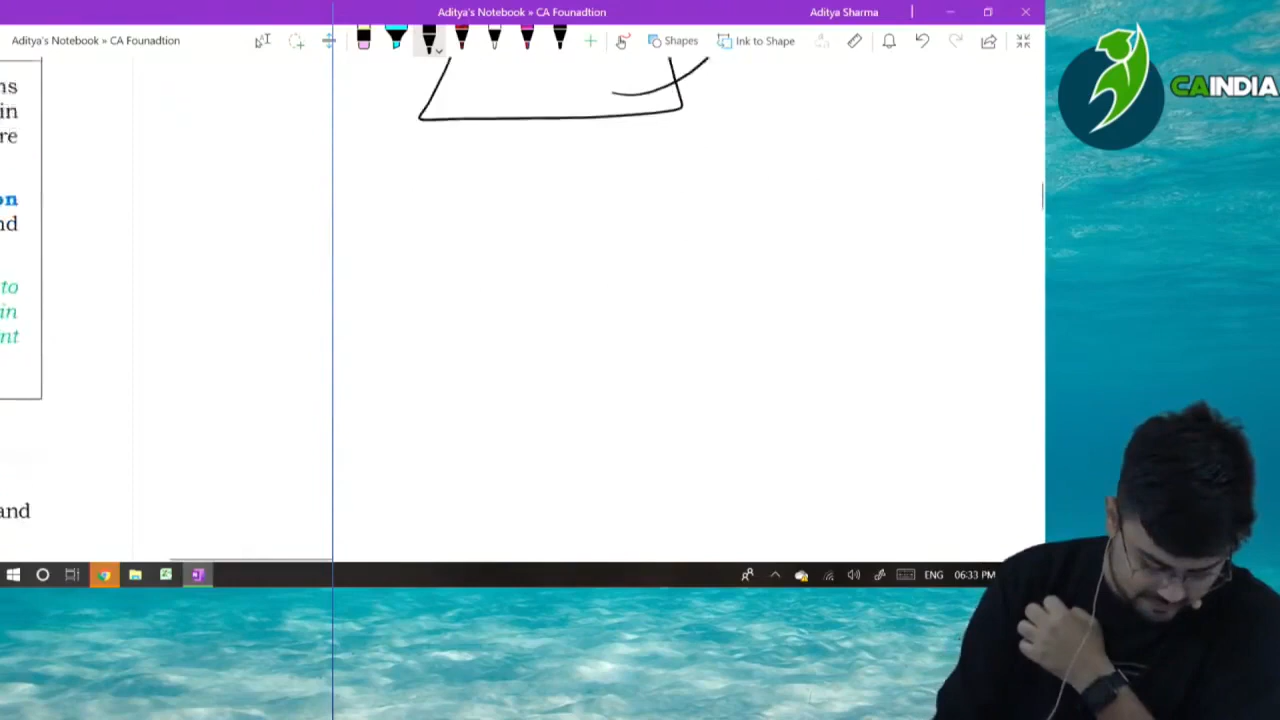 Aditya's Notebook » CA Founadtion
Aditya Sharma
Aditya's Notebook » CA Founadtion
Shapes
Ink to Shape
CAINDIA
ns
in
re
on
nd
to
in
nt
and
ENG
06:33 PM